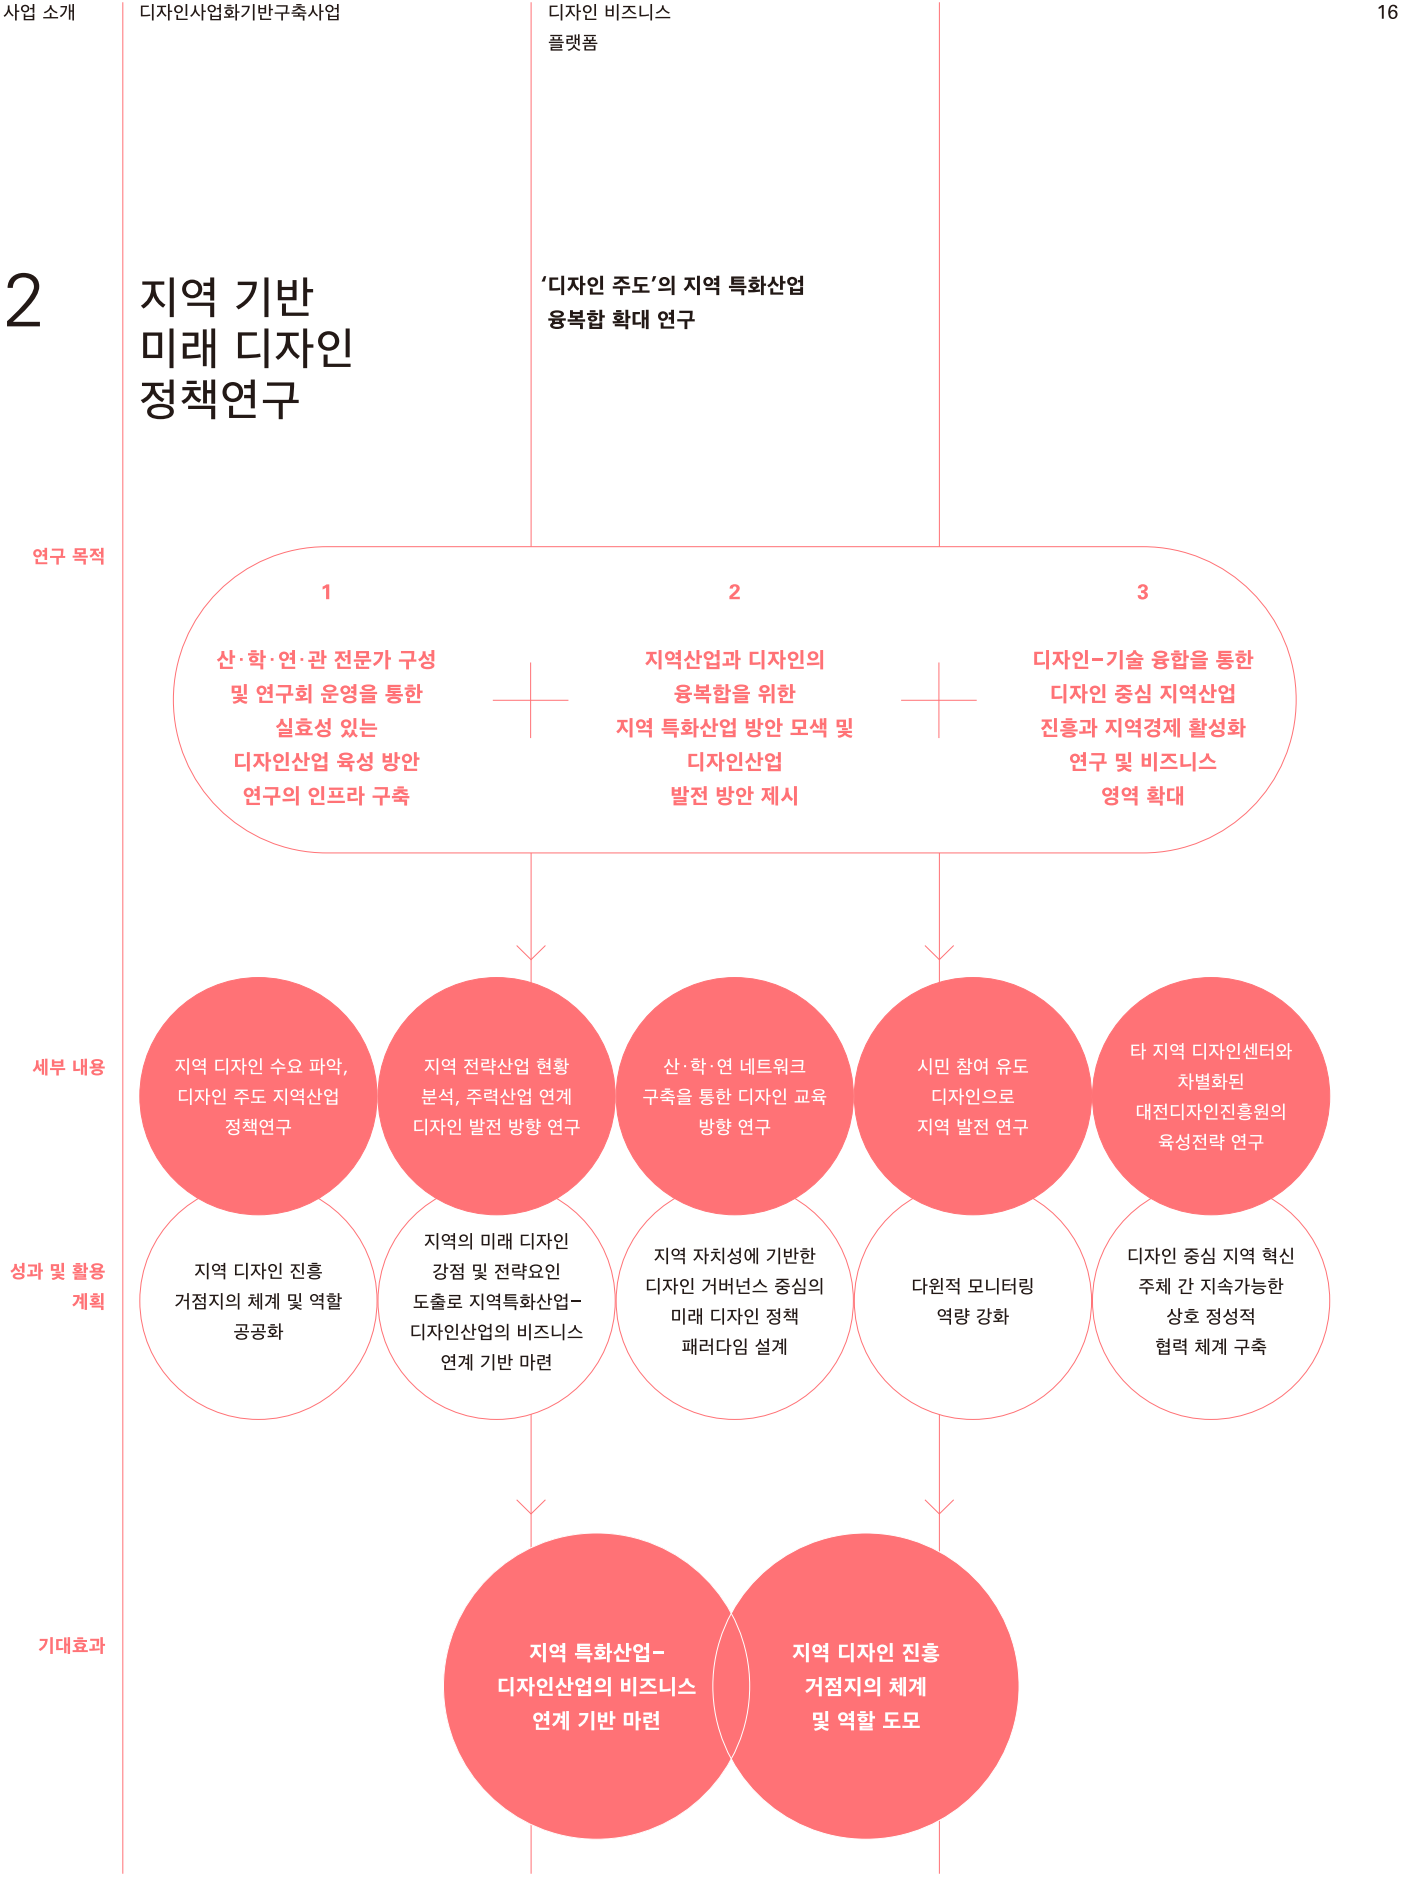 사업 소개
디자인사업화기반구축사업
디자인 비즈니스
플랫폼
16
2
지역 기반
미래 디자인
정책연구
‘디자인 주도’의 지역 특화산업
융복합 확대 연구
연구 목적
1
산·학·연·관 전문가 구성
및 연구회 운영을 통한
실효성 있는
디자인산업 육성 방안
연구의 인프라 구축
2
지역산업과 디자인의
융복합을 위한
지역 특화산업 방안 모색 및
디자인산업
발전 방안 제시
3
디자인–기술 융합을 통한
디자인 중심 지역산업
진흥과 지역경제 활성화
연구 및 비즈니스
영역 확대
세부 내용
지역 디자인 수요 파악,
디자인 주도 지역산업
정책연구
지역 전략산업 현황
분석, 주력산업 연계
디자인 발전 방향 연구
산·학·연 네트워크
구축을 통한 디자인 교육
방향 연구
시민 참여 유도
디자인으로
지역 발전 연구
타 지역 디자인센터와
차별화된
대전디자인진흥원의
육성전략 연구
성과 및 활용
계획
지역 디자인 진흥
거점지의 체계 및 역할
공공화
지역의 미래 디자인
강점 및 전략요인
도출로 지역특화산업–
디자인산업의 비즈니스
연계 기반 마련
지역 자치성에 기반한
디자인 거버넌스 중심의
미래 디자인 정책
패러다임 설계
다윈적 모니터링
역량 강화
디자인 중심 지역 혁신
주체 간 지속가능한
상호 정성적
협력 체계 구축
기대효과
지역 특화산업–
디자인산업의 비즈니스
연계 기반 마련
지역 디자인 진흥
거점지의 체계
및 역할 도모